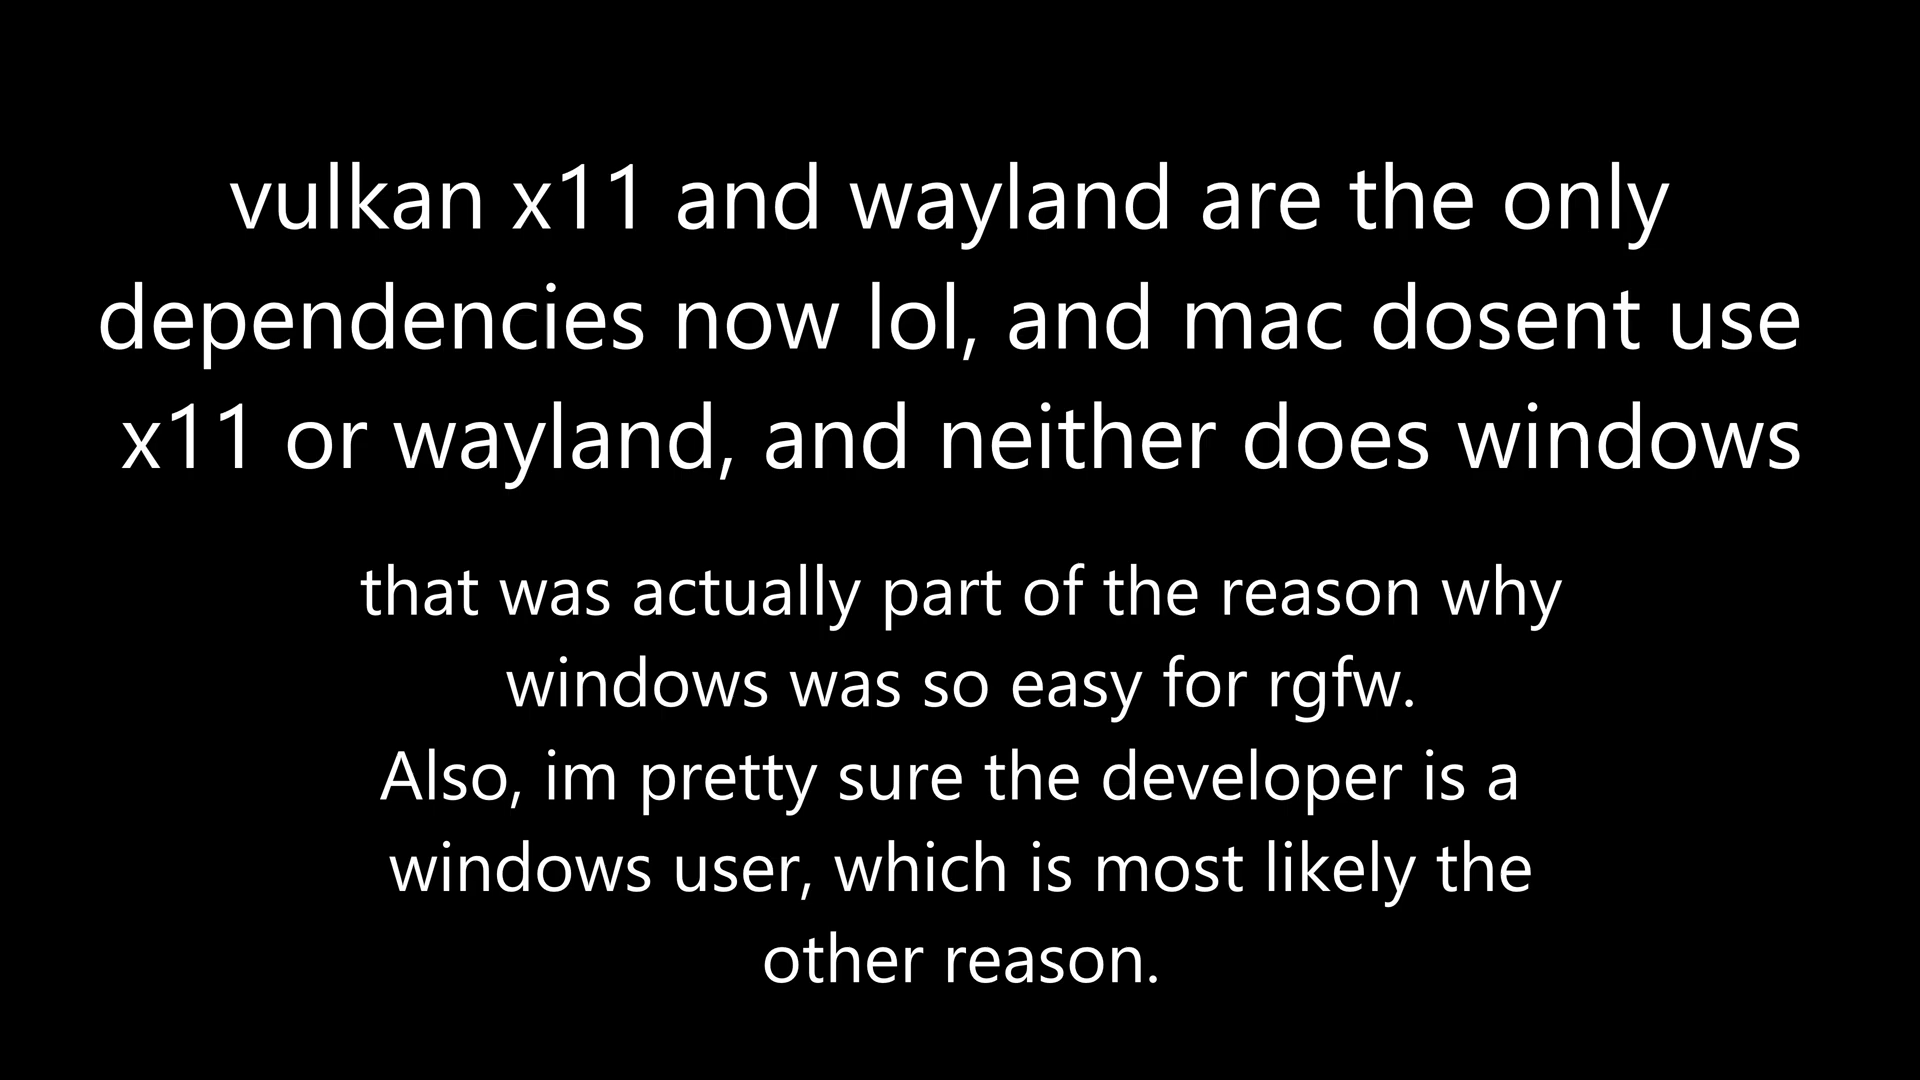 vulkan x11 and wayland are the only
dependencies now lol, and mac dosent use
x11 or wayland, and neither does windows
that was actually part of the reason why
windows was so easy for rgfw.
Also, im pretty sure the developer is a
windows user, which is most likely the
other reason.